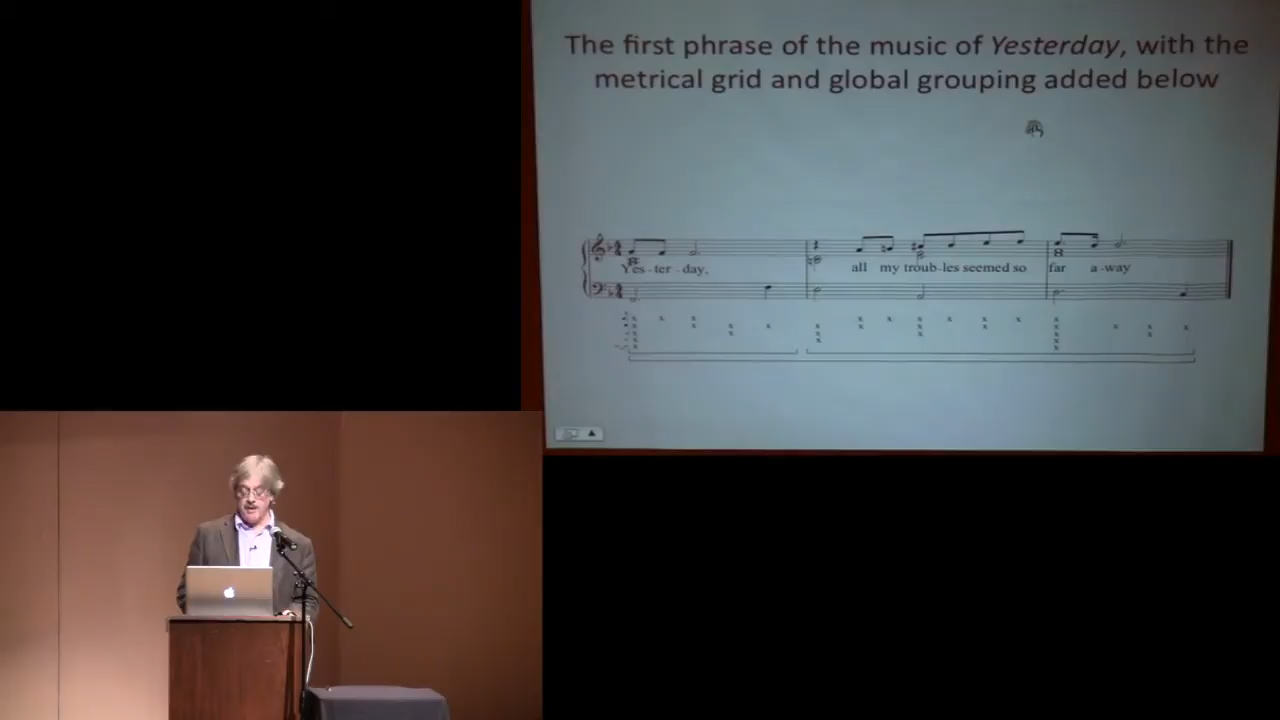 The first phrase of the music of Yesterday, with the
metrical grid and global grouping added below
Yes - ter - day, all my troub-les seemed so far a-way